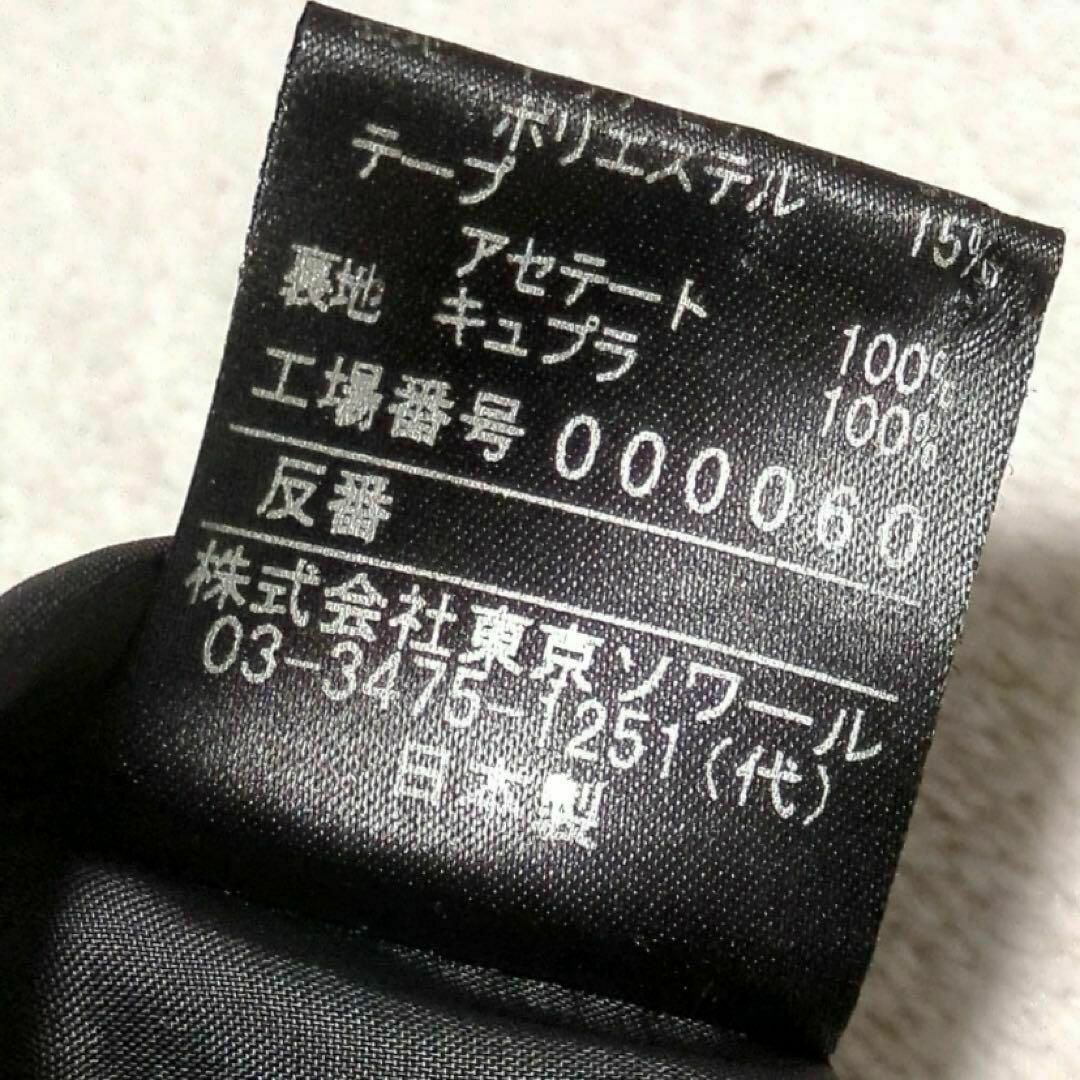 ポリエステル 15%
テープ
アセテート 100%
裏地 キュプラ 100%
工場番号 000060
反番
株式会社東京ソワール
03-3475-1251(代)
日本製